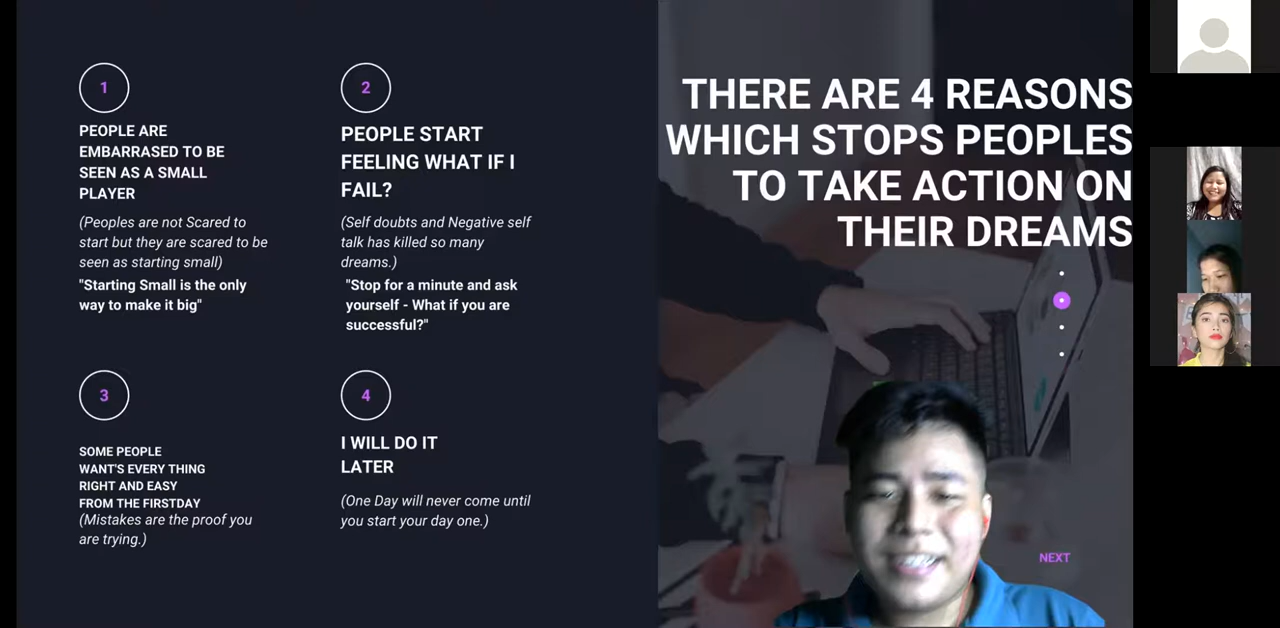 THERE ARE 4 REASONS
WHICH STOPS PEOPLES
TO TAKE ACTION ON
THEIR DREAMS
1
PEOPLE ARE
EMBARRASED TO BE
SEEN AS A SMALL
PLAYER
(Peoples are not Scared to
start but they are scared to be
seen as starting small)
"Starting Small is the only
way to make it big"
2
PEOPLE START
FEELING WHAT IF I
FAIL?
(Self doubts and Negative self
talk has killed so many
dreams.)
"Stop for a minute and ask
yourself - What if you are
successful?"
3
SOME PEOPLE
WANT'S EVERY THING
RIGHT AND EASY
FROM THE FIRSTDAY
(Mistakes are the proof you
are trying.)
4
I WILL DO IT
LATER
(One Day will never come until
you start your day one.)
NEXT